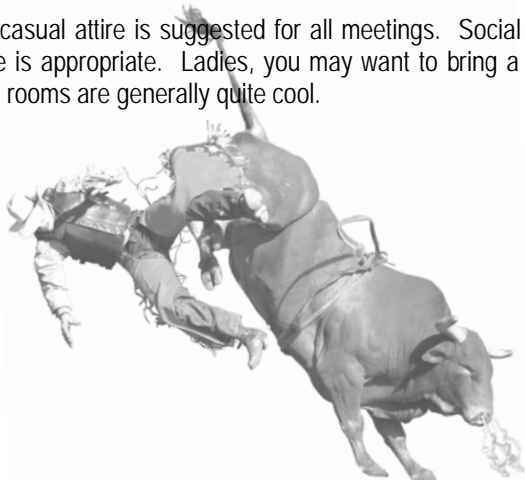 casual attire is suggested for all meetings. Social
e is appropriate. Ladies, you may want to bring a
rooms are generally quite cool.